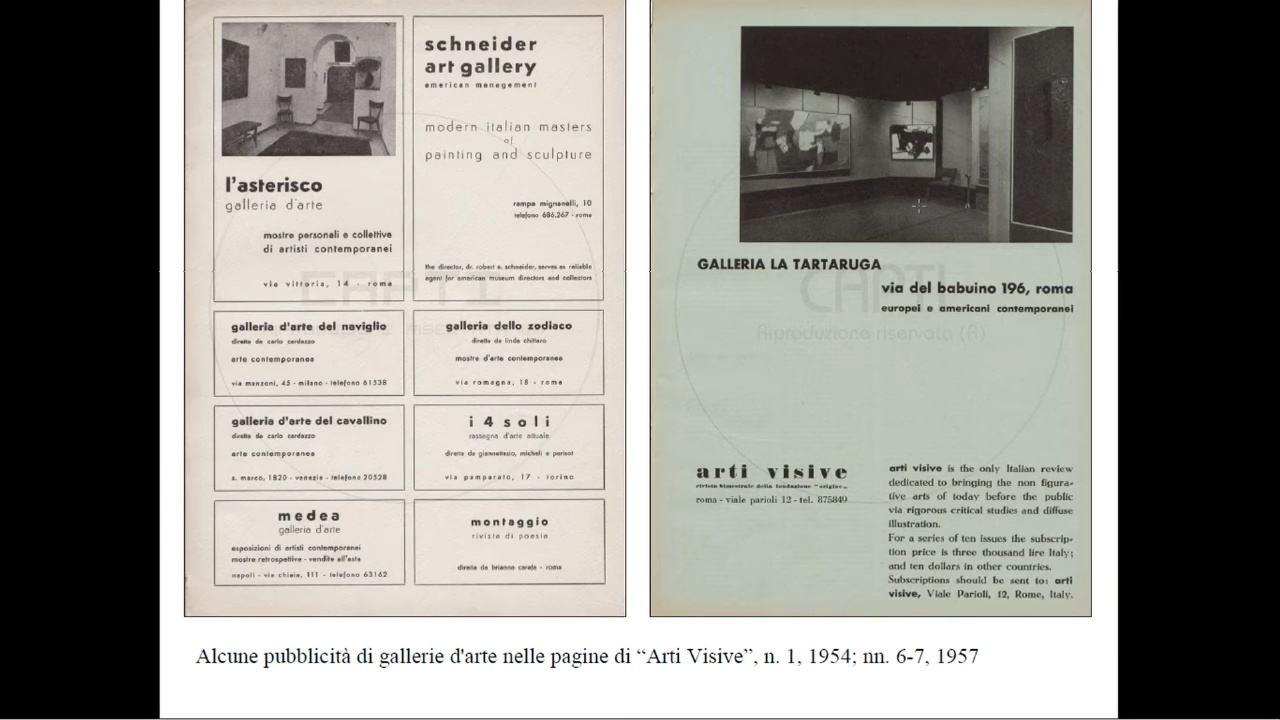 l'asterisco
galleria d'arte
mostre personali e collettive
di artisti contemporanei
via vittoria, 14 - roma
schneider
art gallery
american management
modern italian masters
of
painting and sculpture
rampa mignanelli, 10
telefono 686.267 - roma
the director, dr. robert e. schneider, serves as reliable
agent for american museum directors and collectors
galleria d'arte del naviglio
diretta da carlo cardazzo
arte contemporanea
via manzoni, 45 - milano - telefono 61538
galleria dello zodiaco
diretta da linda chittaro
mostre d'arte contemporanea
via romagna, 18 - roma
galleria d'arte del cavallino
diretta da carlo cardazzo
arte contemporanea
s. marco, 1820 - venezia - telefono 20528
i 4 soli
rassegna d'arte attuale
via pamparato, 17 - torino
medea
galleria d'arte
esposizioni di artisti contemporanei
mostre retrospettive - vendite all'asta
napoli - via chiaia, 111 - telefono 63162
montaggio
rivista di poesia
GALLERIA LA TARTARUGA
via del babuino 196, roma
europei e americani contemporanei
CAPTI
Riproduzione riservata (A)
arti visive
rivista bimestrale della fondazione "origine„
roma - viale parioli 12 - tel. 875849
arti visive is the only Italian review
dedicated to bringing the non figura-
tive arts of today before the public
via rigorous critical studies and diffuse
illustration.
For a series of ten issues the subscrip-
tion price is three thousand lire Italy;
and ten dollars in other countries.
Subscriptions should be sent to: arti
visive, Viale Parioli, 12, Rome, Italy.
Alcune pubblicità di gallerie d'arte nelle pagine di “Arti Visive”, n. 1, 1954; nn. 6-7, 1957